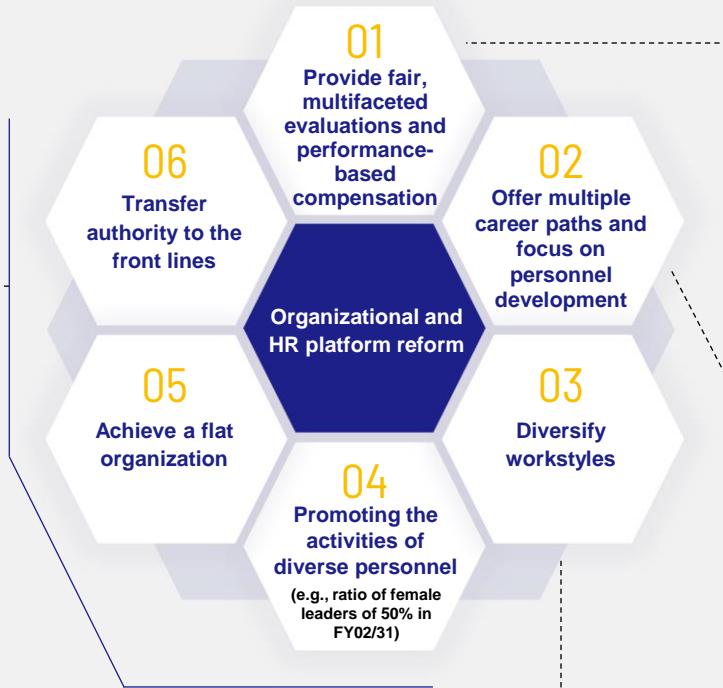 01
Provide fair,
multifaceted
evaluations and
performance-
based
compensation
02
Offer multiple
career paths and
focus on
personnel
development
03
Diversify
workstyles
04
Promoting the
activities of
diverse personnel
(e.g., ratio of female
leaders of 50% in
FY02/31)
05
Achieve a flat
organization
06
Transfer
authority to the
front lines
Organizational and
HR platform reform